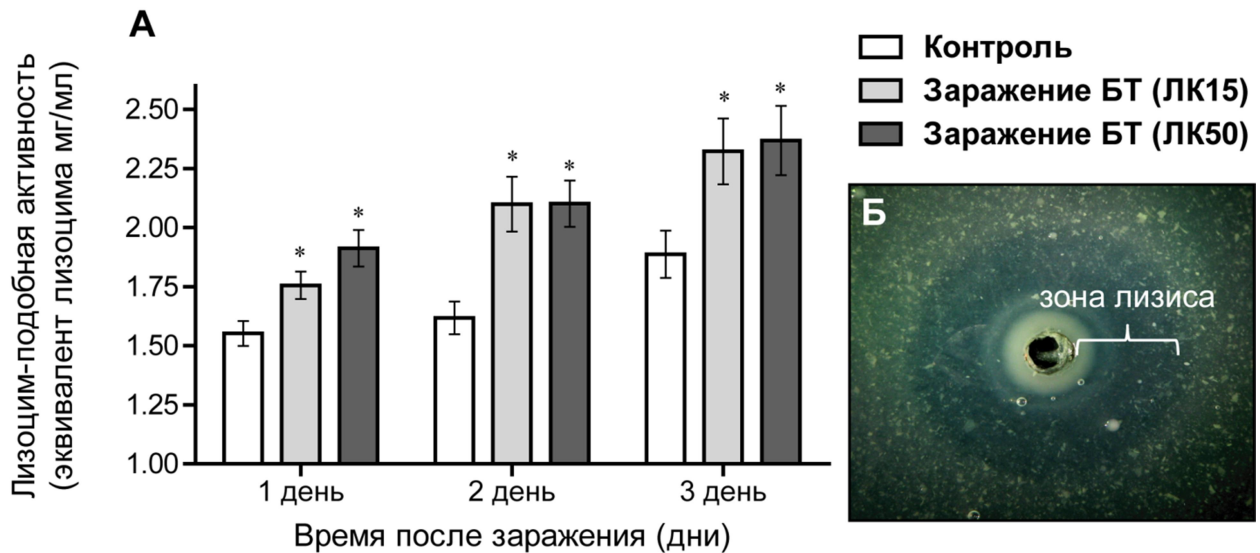 А
Лизоцим-подобная активность
(эквивалент лизоцима мг/мл)
2.50
2.25
2.00
1.75
1.50
1.25
1.00
* *
* *
* *
1 день 2 день 3 день
Время после заражения (дни)
Контроль
Заражение БТ (ЛК15)
Заражение БТ (ЛК50)
Б
зона лизиса